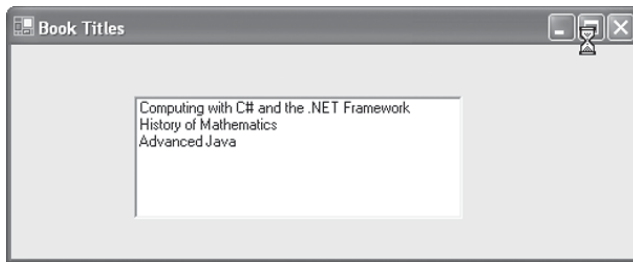 Book Titles
Computing with C# and the .NET Framework
History of Mathematics
Advanced Java